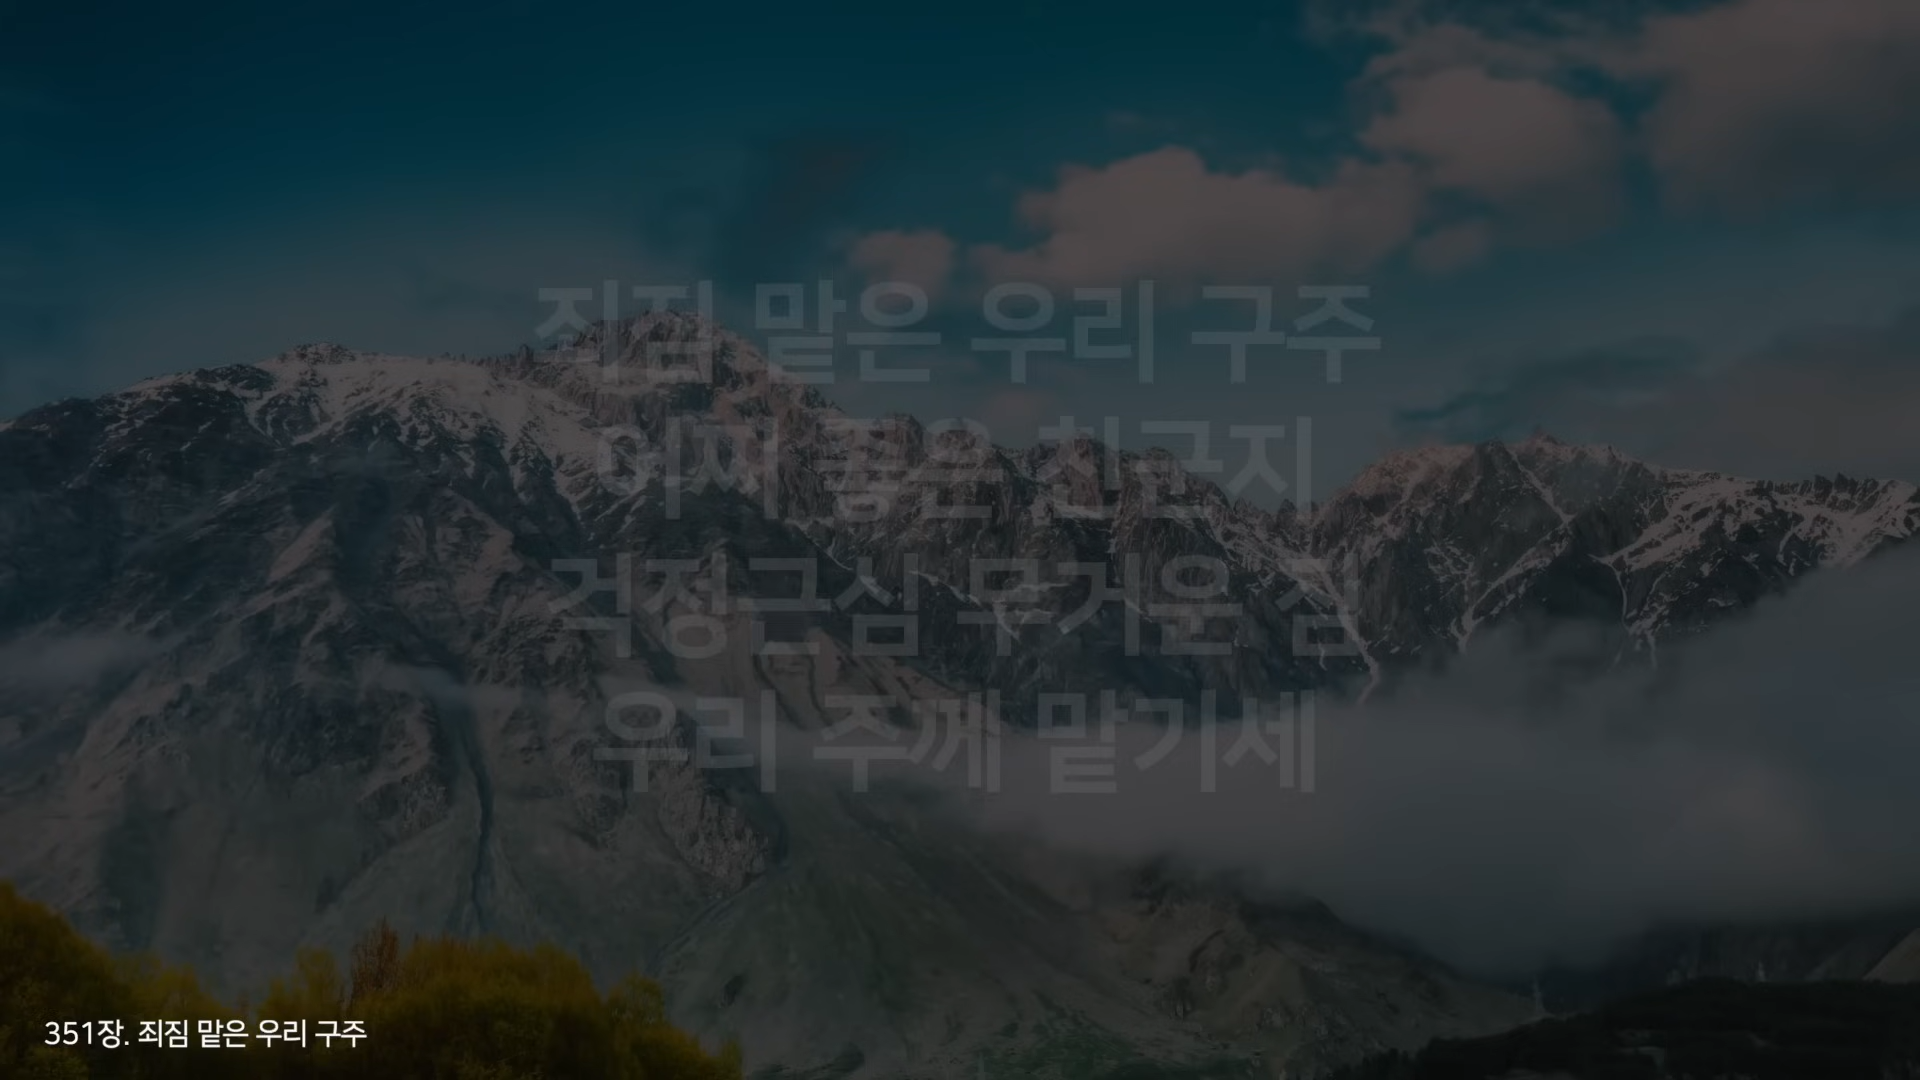 죄짐 맡은 우리 구주
어찌 좋은 친군지
걱정근심 무거운 짐
우리 주께 맡기세
351장. 죄짐 맡은 우리 구주